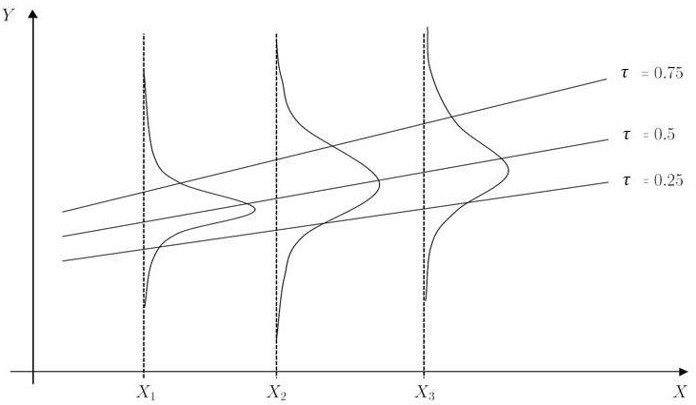 Y
τ = 0.75
τ = 0.5
τ = 0.25
X₁ X₂ X₃ X